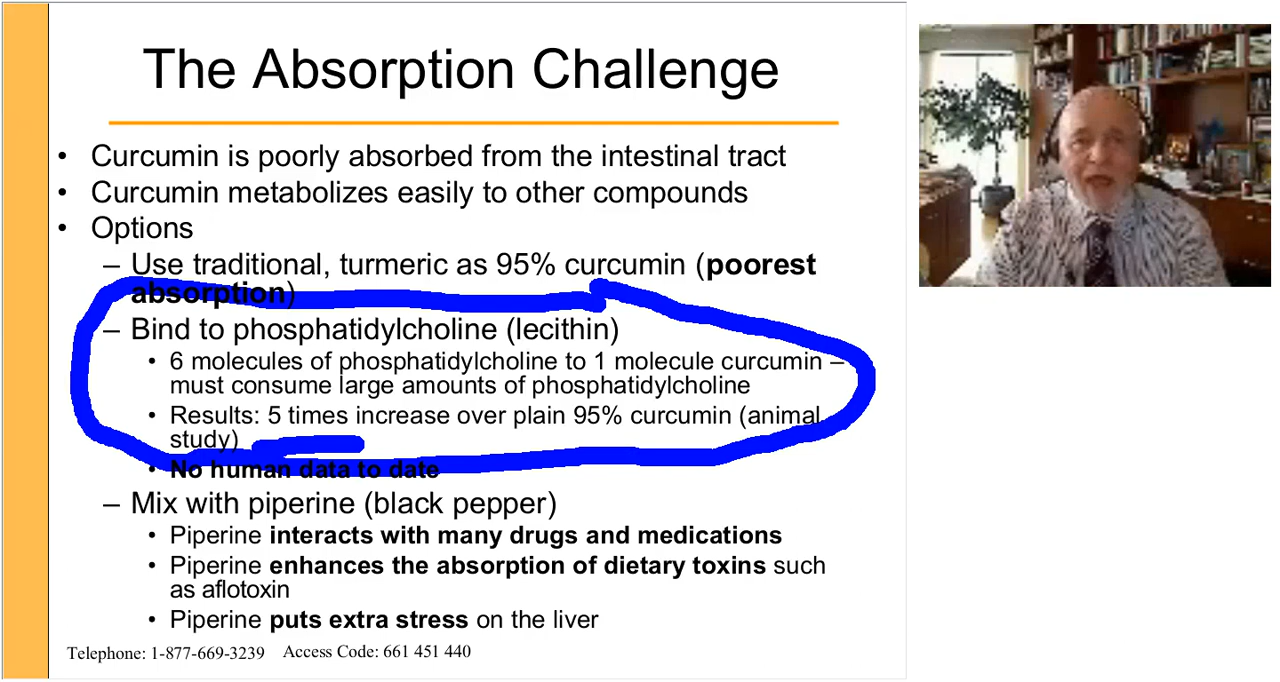 The Absorption Challenge
• Curcumin is poorly absorbed from the intestinal tract
• Curcumin metabolizes easily to other compounds
• Options
– Use traditional, turmeric as 95% curcumin (poorest
absorption)
– Bind to phosphatidylcholine (lecithin)
• 6 molecules of phosphatidylcholine to 1 molecule curcumin –
must consume large amounts of phosphatidylcholine
• Results: 5 times increase over plain 95% curcumin (animal
study)
• No human data to date
– Mix with piperine (black pepper)
• Piperine interacts with many drugs and medications
• Piperine enhances the absorption of dietary toxins such
as aflotoxin
• Piperine puts extra stress on the liver
Telephone: 1-877-669-3239 Access Code: 661 451 440